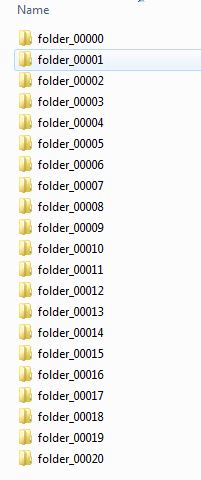 Name
folder_00000
folder_00001
folder_00002
folder_00003
folder_00004
folder_00005
folder_00006
folder_00007
folder_00008
folder_00009
folder_00010
folder_00011
folder_00012
folder_00013
folder_00014
folder_00015
folder_00016
folder_00017
folder_00018
folder_00019
folder_00020